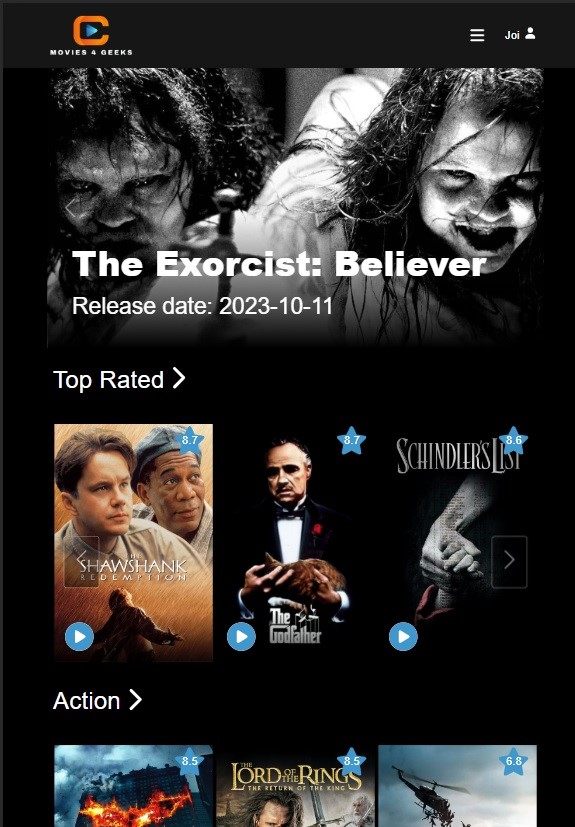 MOVIES 4 GEEKS
Joi
The Exorcist: Believer
Release date: 2023-10-11
Top Rated
8.7
8.7
8.6
SCHINDLER'S LIST
THE
SHAWSHANK
REDEMPTION
The
Godfather
Action
8.5
8.5
6.8
THE
LORD OF THE RINGS
THE RETURN OF THE KING